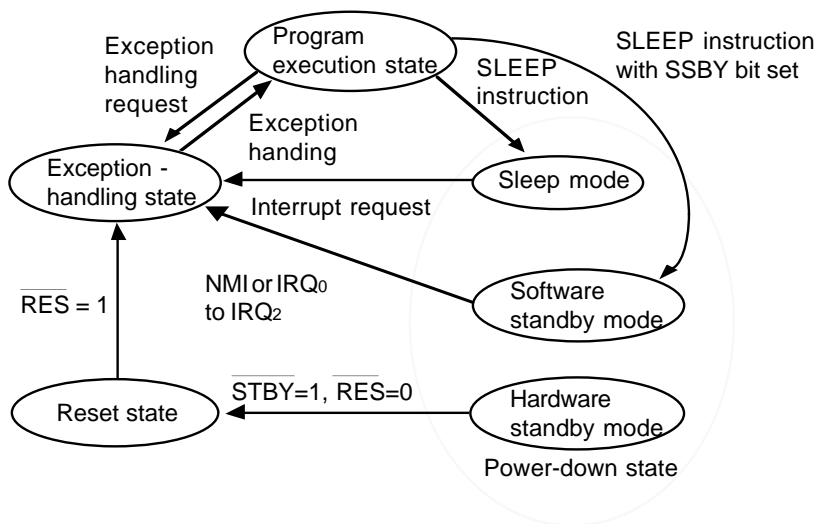 Program
execution state
Exception
handling
request
SLEEP instruction
with SSBY bit set
SLEEP
instruction
Exception
handing
Exception -
handling state
Sleep mode
Interrupt request
NMI or IRQ0
to IRQ2
RES = 1
Software
standby mode
STBY=1, RES=0
Reset state
Hardware
standby mode
Power-down state